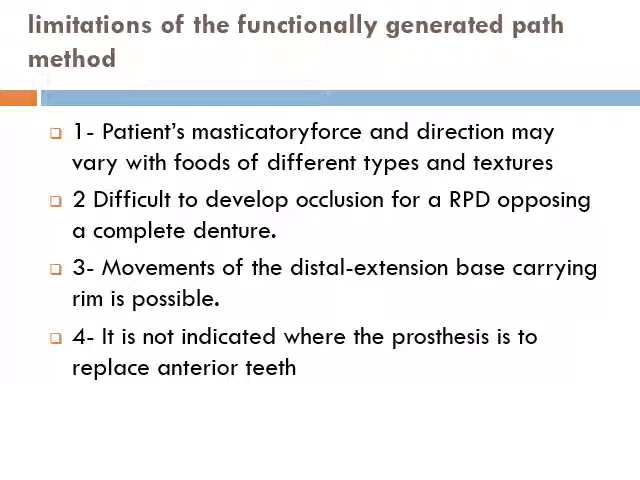 limitations of the functionally generated path
method
1- Patient's masticatoryforce and direction may
vary with foods of different types and textures
2 Difficult to develop occlusion for a RPD opposing
a complete denture.
3- Movements of the distal-extension base carrying
rim is possible.
4- It is not indicated where the prosthesis is to
replace anterior teeth